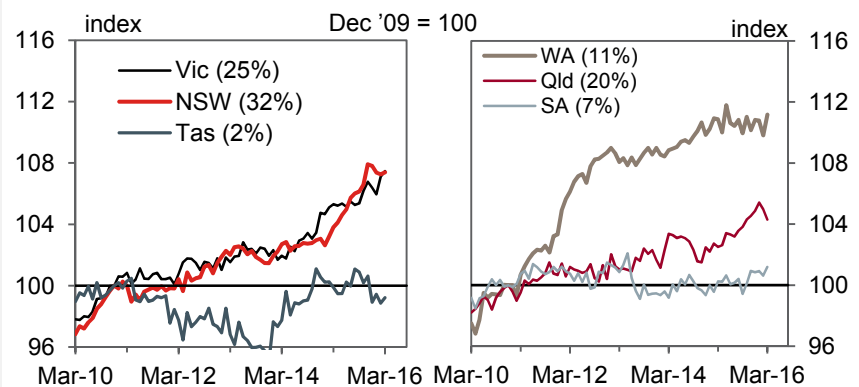 index
Dec ’09 = 100
index
116
112
108
104
100
96
Vic (25%)
NSW (32%)
Tas (2%)
Mar-10
Mar-12
Mar-14
Mar-16
WA (11%)
Qld (20%)
SA (7%)
116
112
108
104
100
96
Mar-10
Mar-12
Mar-14
Mar-16